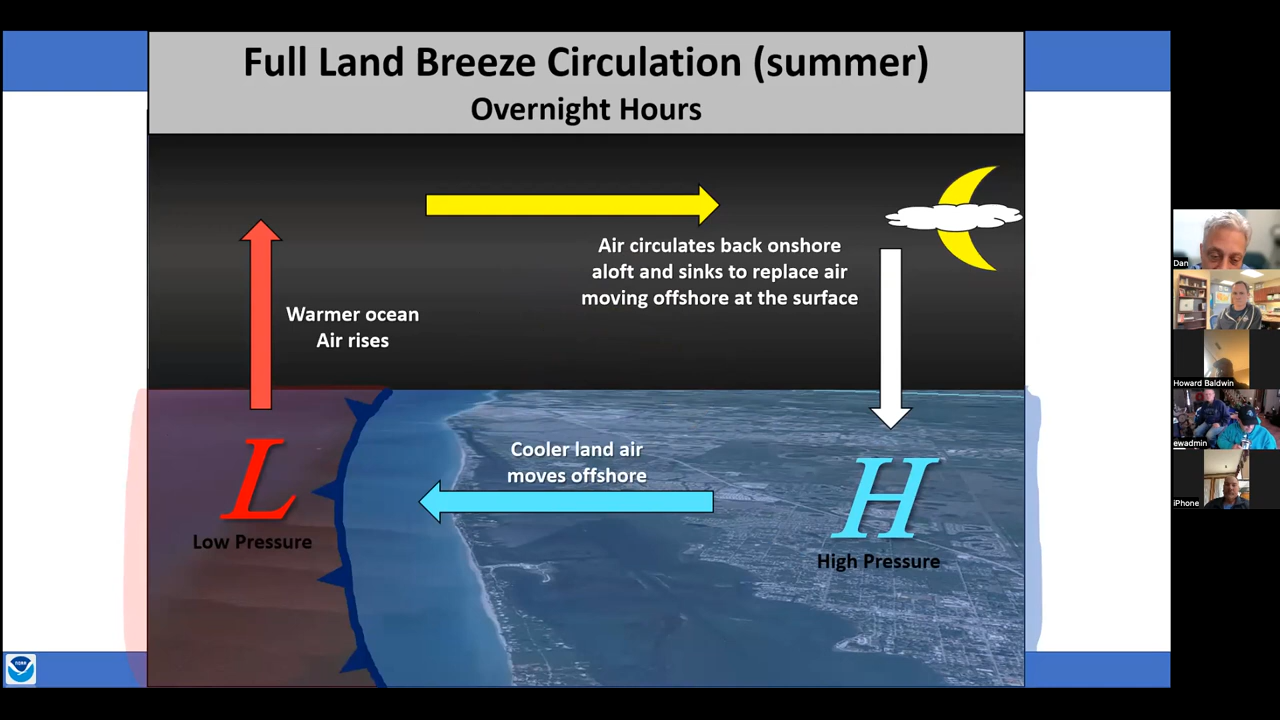 Full Land Breeze Circulation (summer)
Overnight Hours
Air circulates back onshore
aloft and sinks to replace air
moving offshore at the surface
Warmer ocean
Air rises
Cooler land air
moves offshore
L
Low Pressure
H
High Pressure
NOAA
Dan
Howard Baldwin
ewadmin
iPhone